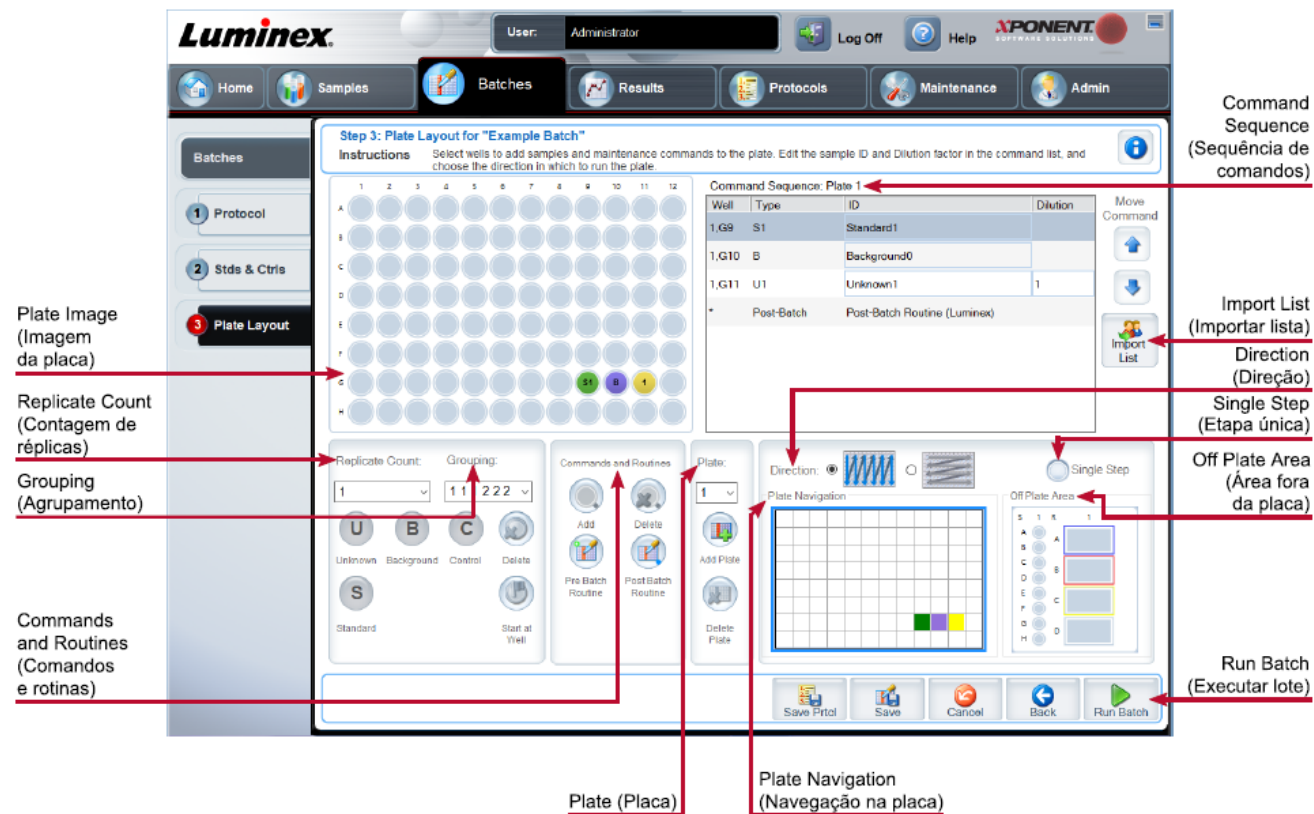 Luminex.
User:
Administrator
Log Off
Help
XPONENT.
SOFTWARE SOLUTIONS
Home
Samples
Batches
Results
Protocols
Maintenance
Admin
Batches
1 Protocol
2 Stds & Ctrls
3 Plate Layout
Step 3: Plate Layout for "Example Batch"
Instructions
Select wells to add samples and maintenance commands to the plate. Edit the sample ID and Dilution factor in the command list, and
choose the direction in which to run the plate.
1 2 3 4 5 6 7 8 9 10 11 12
A
B
C
D
E
F
G S1 B 1
H
Command Sequence: Plate 1
Well Type ID Dilution
1,G9 S1 Standard1
1,G10 B Background0
1,G11 U1 Unknown1 1
* Post-Batch Post-Batch Routine (Luminex)
Move
Command
Import
List
Replicate Count:
Grouping:
1
1 1 222
U B C
Unknown Background Control Delete
S
Standard
Start at
Well
Commands and Routines
Add Delete
Pre Batch
Routine
Post Batch
Routine
Plate:
1
Add Plate
Delete
Plate
Direction:
Single Step
Plate Navigation
Off Plate Area
S 1 R 1
A
B
C
D
E
F
G
H
A
B
C
D
Save Prtcl
Save
Cancel
Back
Run Batch
Plate Image
(Imagem
da placa)
Replicate Count
(Contagem de
réplicas)
Grouping
(Agrupamento)
Commands
and Routines
(Comandos
e rotinas)
Command
Sequence
(Sequência de
comandos)
Import List
(Importar lista)
Direction
(Direção)
Single Step
(Etapa única)
Off Plate Area
(Área fora
da placa)
Run Batch
(Executar lote)
Plate (Placa)
Plate Navigation
(Navegação na placa)